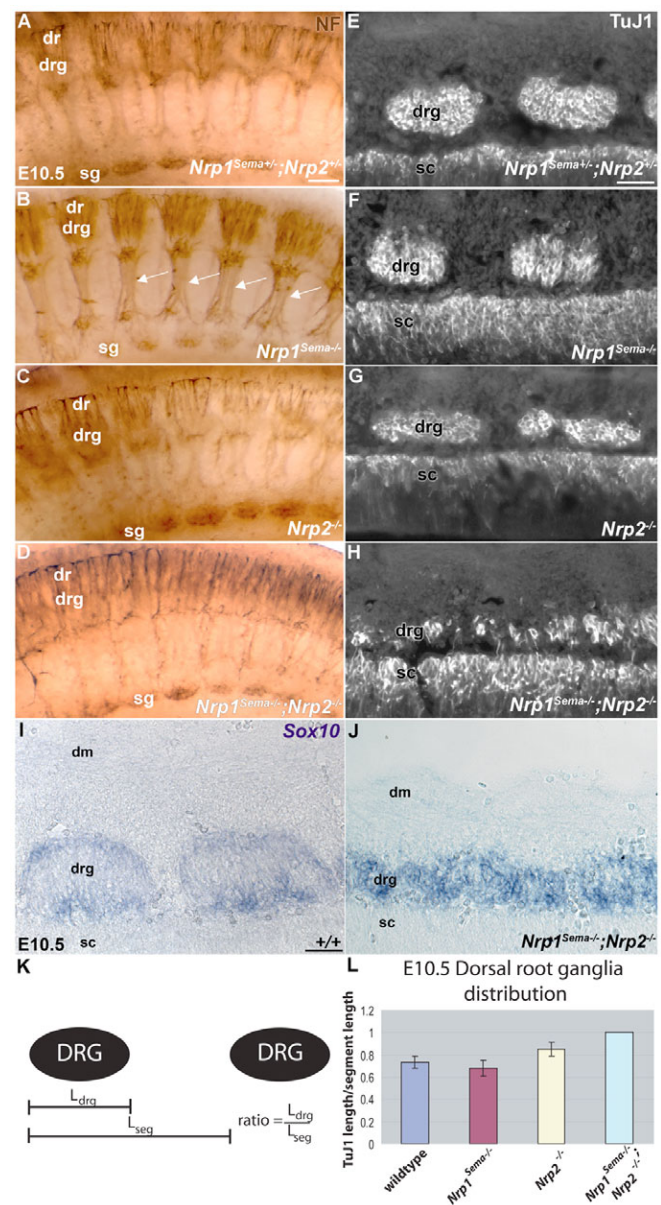 A NF
dr
drg
E10.5 sg Nrp1Sema+/-;Nrp2+/-
B
dr
drg
sg Nrp1Sema-/-
C
dr
drg
sg Nrp2-/-
D
dr
drg
sg
Nrp1Sema-/-;Nrp2-/-
E TuJ1
drg
sc
Nrp1Sema+/-;Nrp2+/-
F
drg
sc
Nrp1Sema-/-
G
drg
sc
Nrp2-/-
H
drg
sc
Nrp1Sema-/-;Nrp2-/-
I Sox10
dm
drg
E10.5 sc +/+
J
dm
drg
sc
Nrp1Sema-/-;Nrp2-/-
K
DRG DRG
Ldrg
Lseg
ratio = Ldrg
Lseg
L E10.5 Dorsal root ganglia
distribution
TuJ1 length/segment length
1.2
1
0.8
0.6
0.4
0.2
0
wildtype
Nrp1Sema-/-
Nrp2-/-
Nrp1Sema-/-;
Nrp2-/-